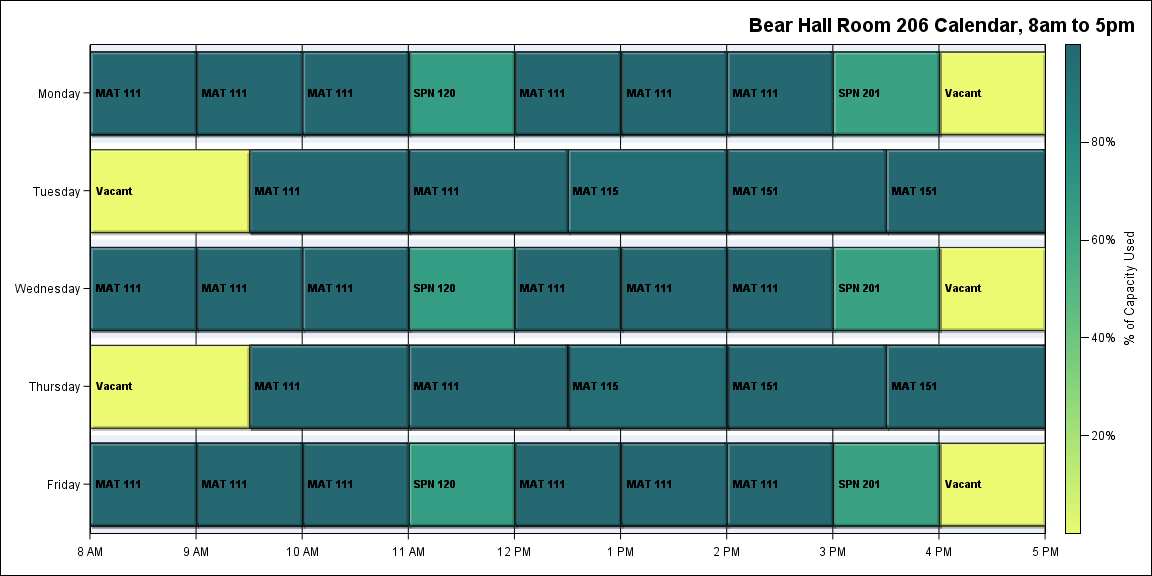 Bear Hall Room 206 Calendar, 8am to 5pm
Monday
MAT 111 MAT 111 MAT 111 SPN 120 MAT 111 MAT 111 MAT 111 SPN 201 Vacant
Tuesday
Vacant MAT 111 MAT 111 MAT 115 MAT 151 MAT 151
Wednesday
MAT 111 MAT 111 MAT 111 SPN 120 MAT 111 MAT 111 MAT 111 SPN 201 Vacant
Thursday
Vacant MAT 111 MAT 111 MAT 115 MAT 151 MAT 151
Friday
MAT 111 MAT 111 MAT 111 SPN 120 MAT 111 MAT 111 MAT 111 SPN 201 Vacant
8 AM 9 AM 10 AM 11 AM 12 PM 1 PM 2 PM 3 PM 4 PM 5 PM
80%
60%
40%
20%
% of Capacity Used